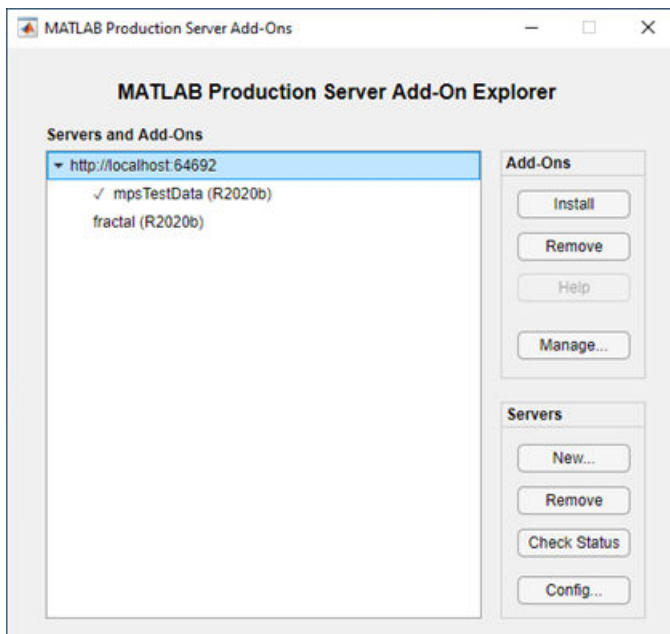 MATLAB Production Server Add-Ons
MATLAB Production Server Add-On Explorer
Servers and Add-Ons
http://localhost:64692
✓ mpsTestData (R2020b)
fractal (R2020b)
Add-Ons
Install
Remove
Help
Manage...
Servers
New...
Remove
Check Status
Config...